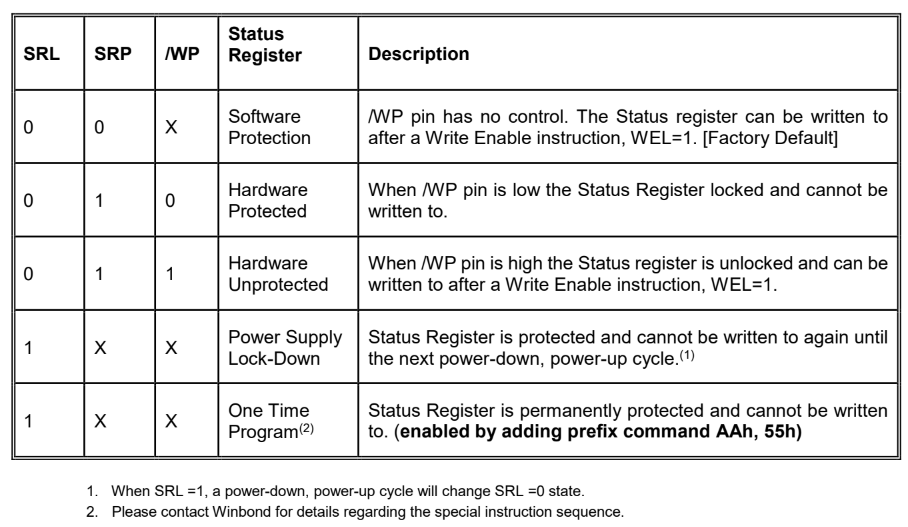 SRL SRP /WP Status Register Description
0 0 X Software Protection /WP pin has no control. The Status register can be written to
after a Write Enable instruction, WEL=1. [Factory Default]
0 1 0 Hardware Protected When /WP pin is low the Status Register locked and cannot be
written to.
0 1 1 Hardware Unprotected When /WP pin is high the Status register is unlocked and can be
written to after a Write Enable instruction, WEL=1.
1 X X Power Supply Lock-Down Status Register is protected and cannot be written to again until
the next power-down, power-up cycle.(1)
1 X X One Time Program(2) Status Register is permanently protected and cannot be written
to. (enabled by adding prefix command AAh, 55h)
1. When SRL =1, a power-down, power-up cycle will change SRL =0 state.
2. Please contact Winbond for details regarding the special instruction sequence.